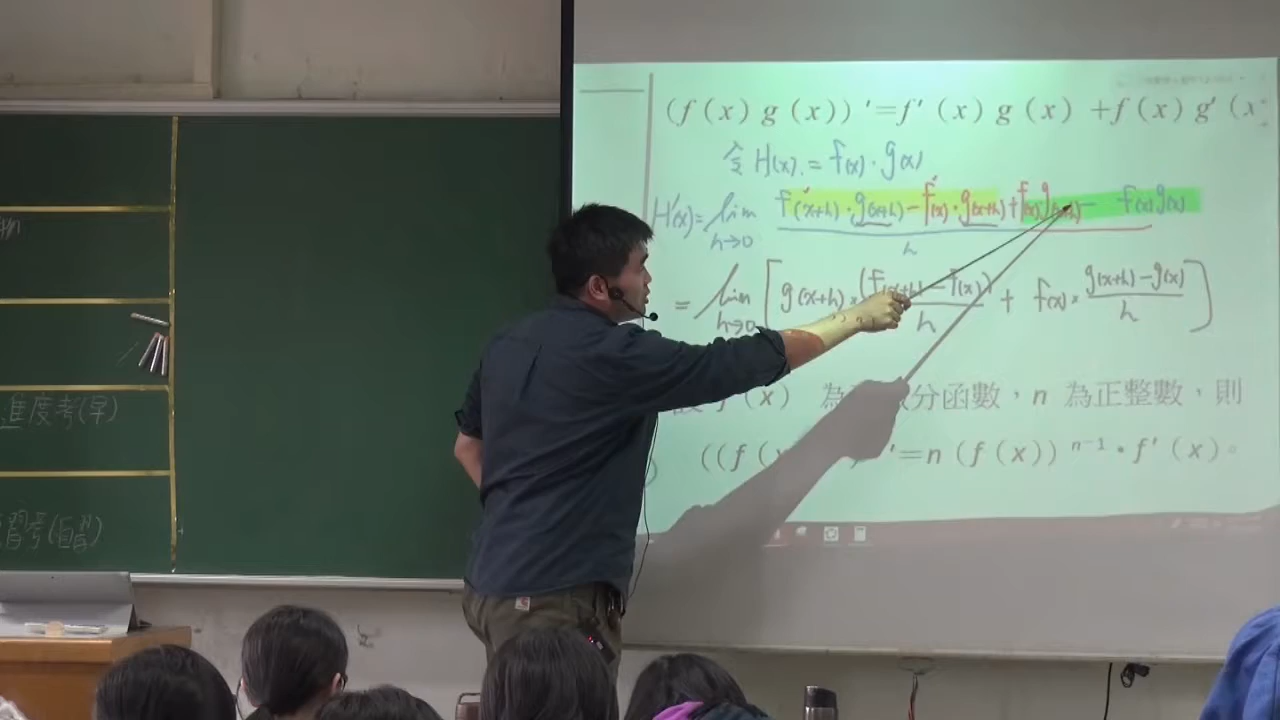 進度考(早)
習考(自習)
(f(x)g(x))'=f'(x)g(x)+f(x)g'(x
令 H(x) = f(x)·g(x)
H'(x)= lim h→0 f(x+h)·g(x+h)-f(x)·g(x+h)+f(x)g(x+h)- f(x)g(x) / h
= lim h→0 [ g(x+h)×(f(x+h)-f(x)) / h + f(x)× g(x+h)-g(x) / h ]
(x) 為 分函數,n 為正整數,則
((f( '=n(f(x))ⁿ⁻¹·f'(x)。